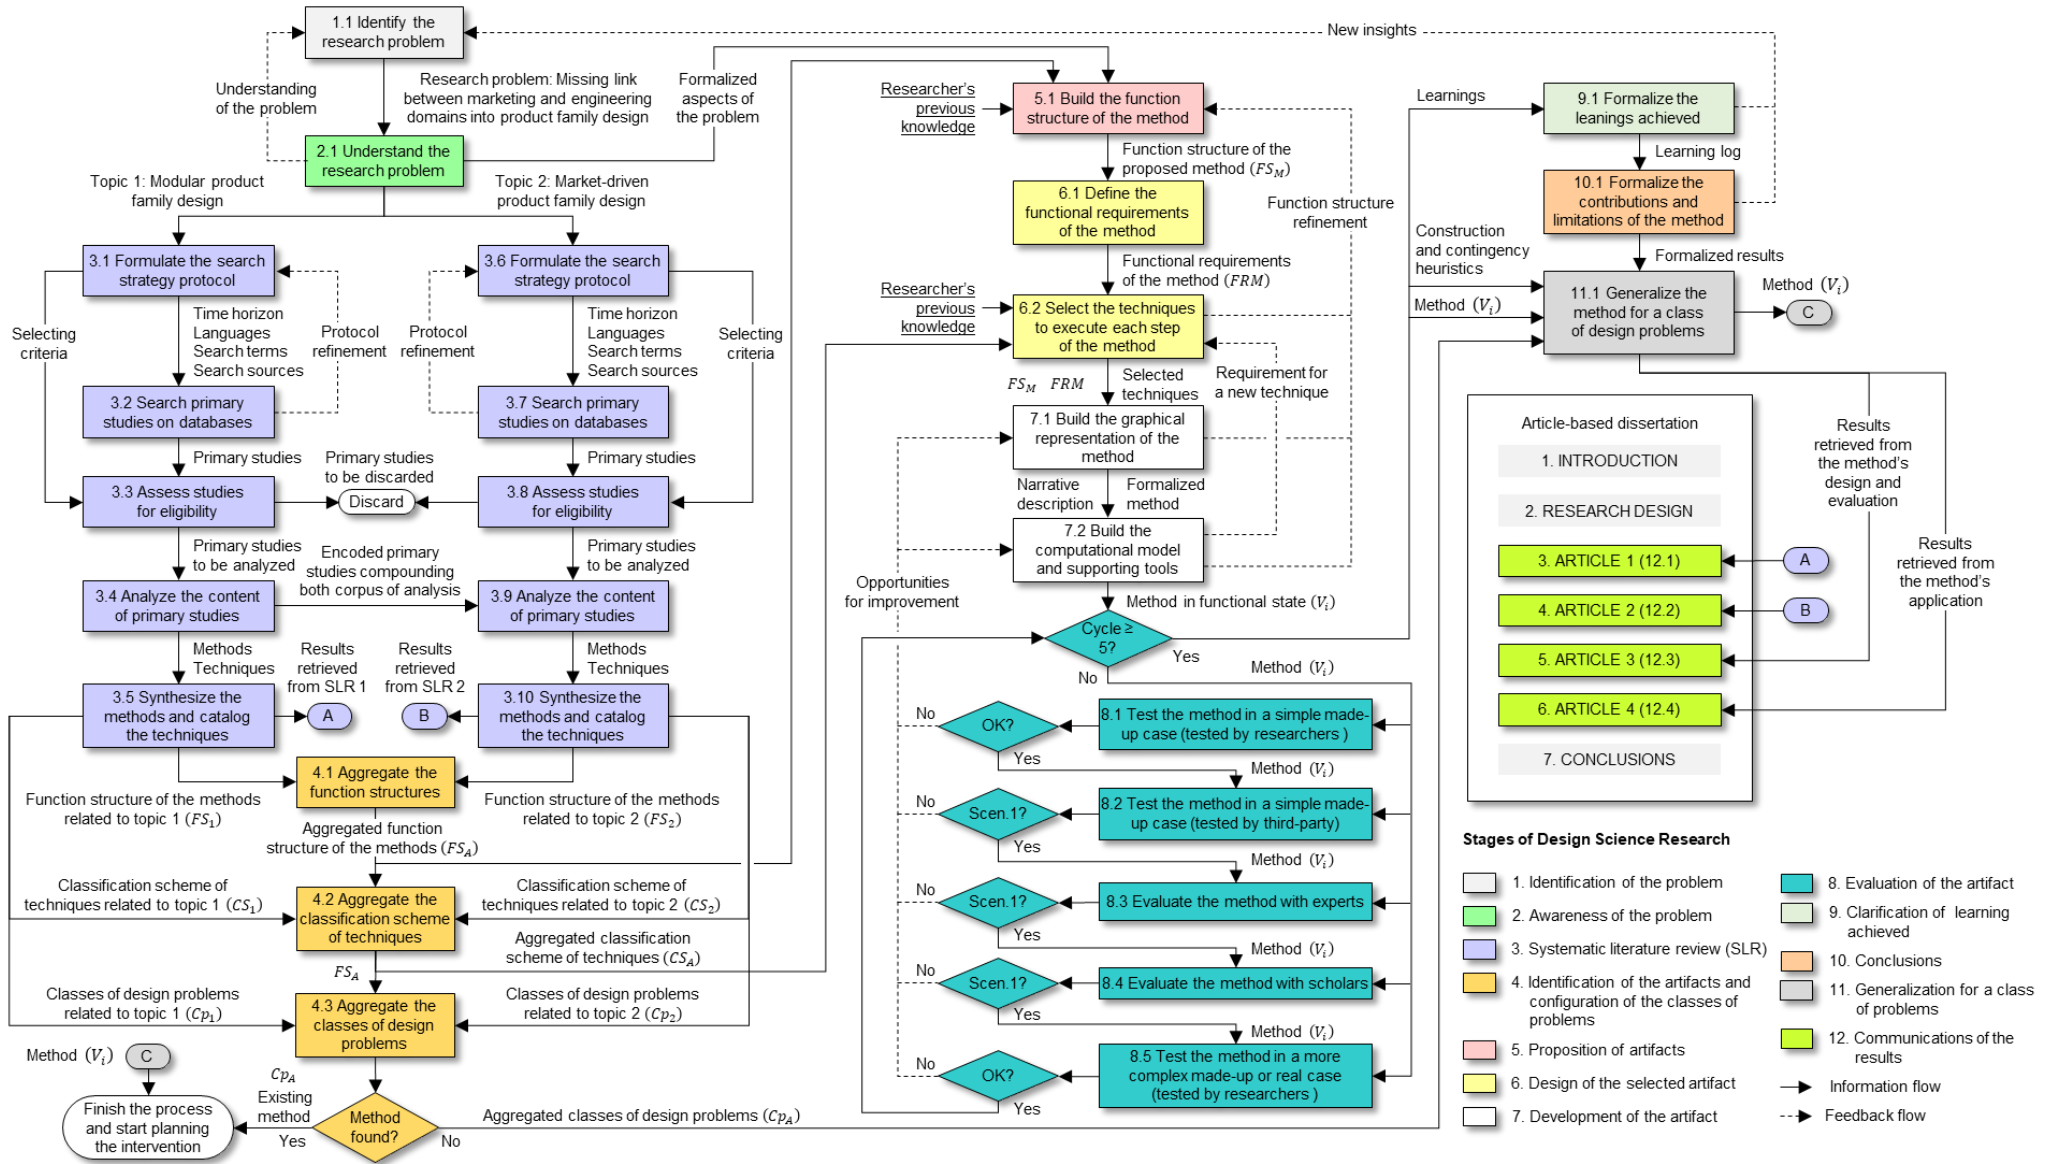 1.1 Identify the
research problem
New insights
Understanding
of the problem
Research problem: Missing link
between marketing and engineering
domains into product family design
Formalized
aspects of
the problem
2.1 Understand the
research problem
Topic 1: Modular product
family design
Topic 2: Market-driven
product family design
3.1 Formulate the search
strategy protocol
3.6 Formulate the search
strategy protocol
Selecting
criteria
Time horizon
Languages
Search terms
Search sources
Protocol
refinement
Protocol
refinement
Time horizon
Languages
Search terms
Search sources
Selecting
criteria
3.2 Search primary
studies on databases
3.7 Search primary
studies on databases
Primary studies
Primary studies
to be discarded
Primary studies
3.3 Assess studies
for eligibility
Discard
3.8 Assess studies
for eligibility
Primary studies
to be analyzed
Encoded primary
studies compounding
both corpus of analysis
Primary studies
to be analyzed
3.4 Analyze the content
of primary studies
3.9 Analyze the content
of primary studies
Methods
Techniques
Results
retrieved
from SLR 1
Results
retrieved
from SLR 2
Methods
Techniques
3.5 Synthesize the
methods and catalog
the techniques
A
B
3.10 Synthesize the
methods and catalog
the techniques
4.1 Aggregate the
function structures
Function structure of the methods
related to topic 1 (FS₁)
Function structure of the methods
related to topic 2 (FS₂)
Aggregated function
structure of the methods (FS_A)
Classification scheme of
techniques related to topic 1 (CS₁)
4.2 Aggregate the
classification scheme
of techniques
Classification scheme of
techniques related to topic 2 (CS₂)
Aggregated classification
scheme of techniques (CS_A)
FS_A
Classes of design problems
related to topic 1 (Cp₁)
4.3 Aggregate the
classes of design
problems
Classes of design problems
related to topic 2 (Cp₂)
Method (V_i)
C
Cp_A
Existing
method
Finish the process
and start planning
the intervention
Yes
Method
found?
No
Aggregated classes of design problems (Cp_A)
Researcher's
previous
knowledge
5.1 Build the function
structure of the method
Function structure of the
proposed method (FS_M)
6.1 Define the
functional requirements
of the method
Function structure
refinement
Functional requirements
of the method (FRM)
Researcher's
previous
knowledge
6.2 Select the techniques
to execute each step
of the method
FS_M FRM
Selected
techniques
Requirement for
a new technique
7.1 Build the graphical
representation of the
method
Narrative
description
Formalized
method
7.2 Build the
computational model
and supporting tools
Opportunities
for improvement
Method in functional state (V_i)
Cycle ≥
5?
Yes
No
Method (V_i)
No
OK?
8.1 Test the method in a simple made-
up case (tested by researchers )
Yes
Method (V_i)
No
Scen.1?
8.2 Test the method in a simple made-
up case (tested by third-party)
Yes
Method (V_i)
No
Scen.1?
8.3 Evaluate the method with experts
Yes
Method (V_i)
No
Scen.1?
8.4 Evaluate the method with scholars
Yes
Method (V_i)
No
OK?
8.5 Test the method in a more
complex made-up or real case
(tested by researchers )
Yes
Learnings
9.1 Formalize the
leanings achieved
Learning log
10.1 Formalize the
contributions and
limitations of the method
Construction
and contingency
heuristics
Formalized results
Method (V_i)
11.1 Generalize the
method for a class
of design problems
Method (V_i)
C
Article-based dissertation
1. INTRODUCTION
2. RESEARCH DESIGN
3. ARTICLE 1 (12.1)
A
4. ARTICLE 2 (12.2)
B
5. ARTICLE 3 (12.3)
6. ARTICLE 4 (12.4)
7. CONCLUSIONS
Results
retrieved from
the method's
design and
evaluation
Results
retrieved from
the method's
application
Stages of Design Science Research
1. Identification of the problem
2. Awareness of the problem
3. Systematic literature review (SLR)
4. Identification of the artifacts and
configuration of the classes of
problems
5. Proposition of artifacts
6. Design of the selected artifact
7. Development of the artifact
8. Evaluation of the artifact
9. Clarification of learning
achieved
10. Conclusions
11. Generalization for a class
of problems
12. Communications of the
results
Information flow
Feedback flow